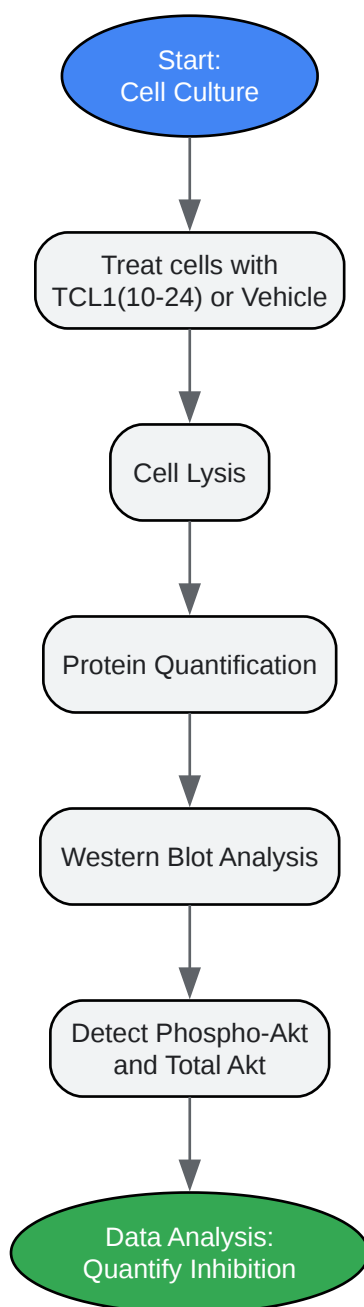 Start:
Cell Culture
Treat cells with
TCL1(10-24) or Vehicle
Cell Lysis
Protein Quantification
Western Blot Analysis
Detect Phospho-Akt
and Total Akt
Data Analysis:
Quantify Inhibition